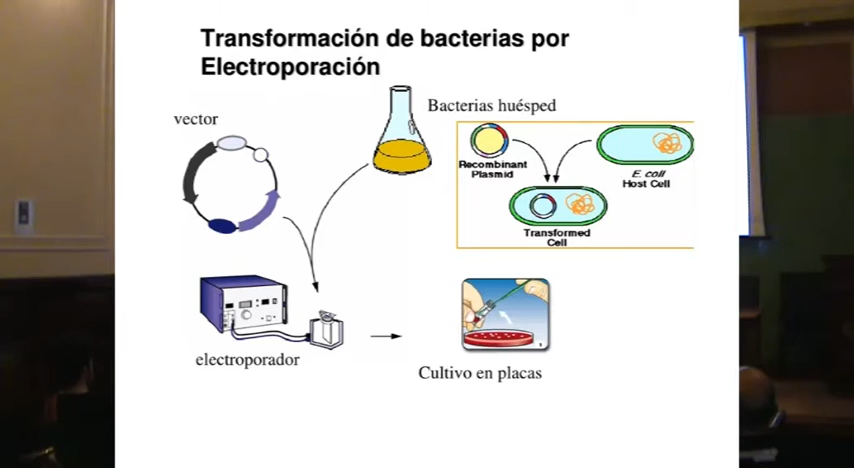 Transformación de bacterias por
Electroporación
vector
Bacterias huésped
Recombinant
Plasmid
E. coli
Host Cell
Transformed
Cell
electroporador
Cultivo en placas